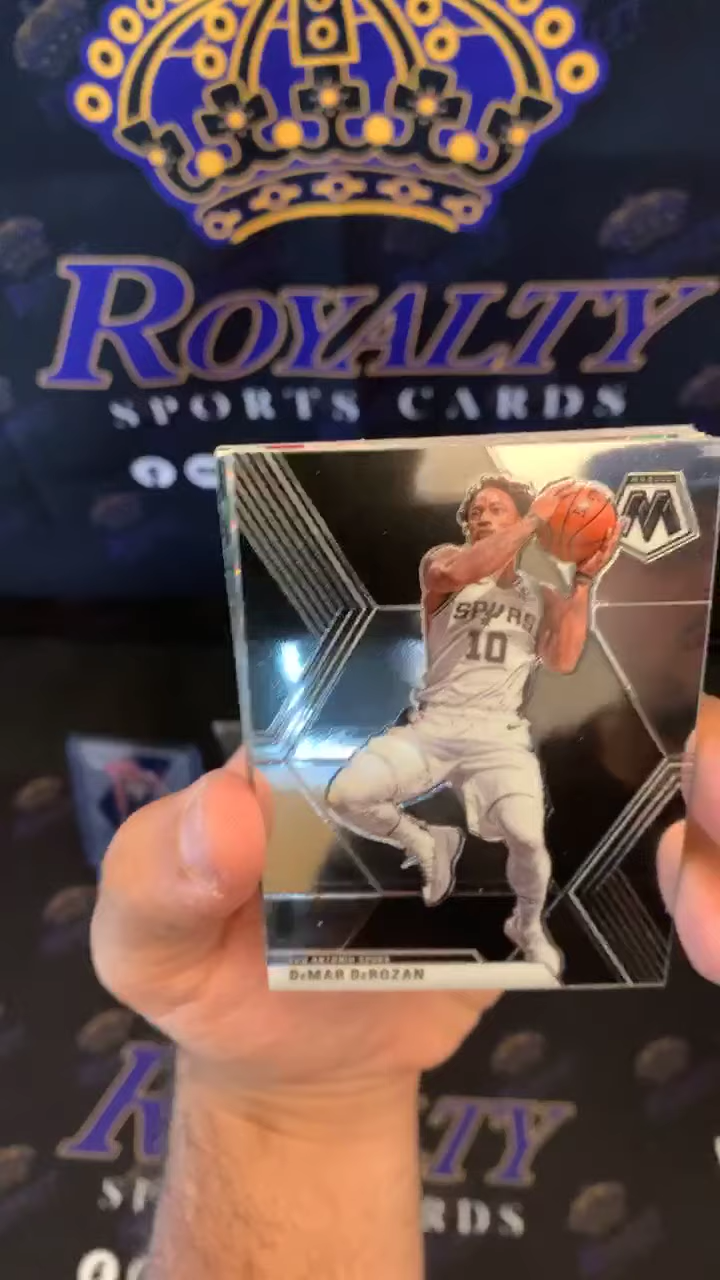 ROYALTY
SPORTS CARDS
M
SPURS
10
SAN ANTONIO SPURS
DeMAR DeROZAN